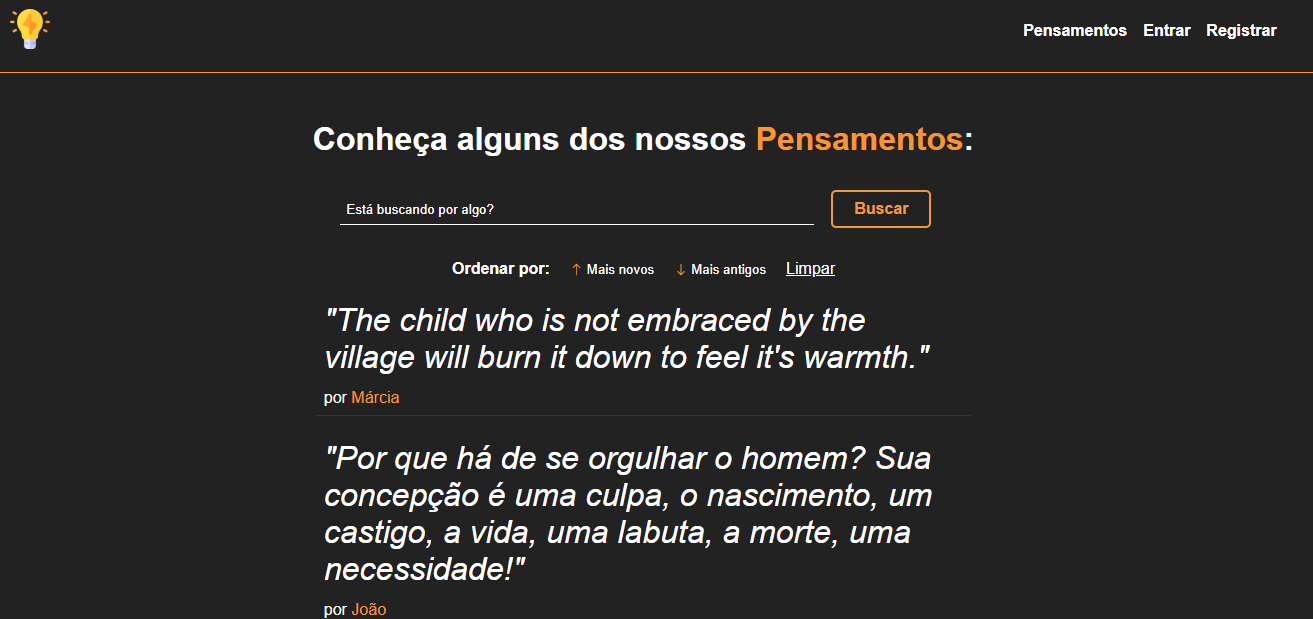 Pensamentos Entrar Registrar
Conheça alguns dos nossos Pensamentos:
Está buscando por algo? Buscar
Ordenar por: ↑ Mais novos ↓ Mais antigos Limpar
"The child who is not embraced by the
village will burn it down to feel it's warmth."
por Márcia
"Por que há de se orgulhar o homem? Sua
concepção é uma culpa, o nascimento, um
castigo, a vida, uma labuta, a morte, uma
necessidade!"
por João